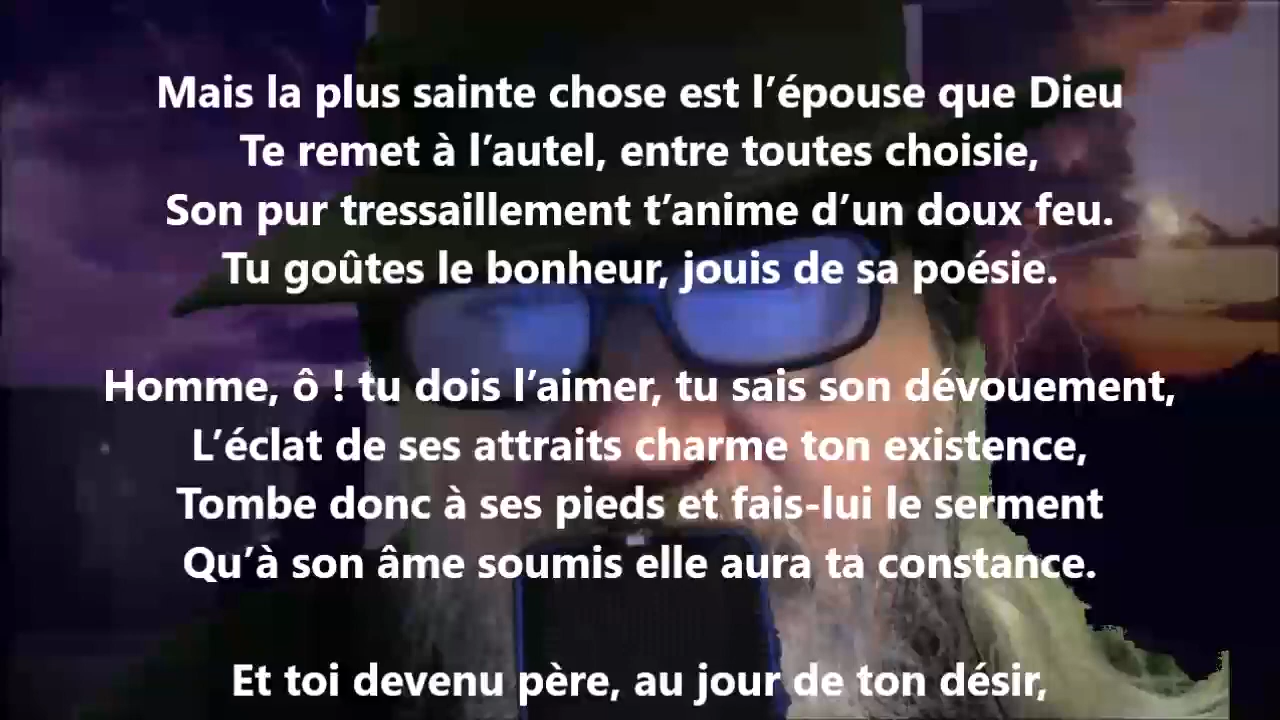 Mais la plus sainte chose est l’épouse que Dieu
Te remet à l’autel, entre toutes choisie,
Son pur tressaillement t’anime d’un doux feu.
Tu goûtes le bonheur, jouis de sa poésie.
Homme, ô ! tu dois l’aimer, tu sais son dévouement,
L’éclat de ses attraits charme ton existence,
Tombe donc à ses pieds et fais-lui le serment
Qu’à son âme soumis elle aura ta constance.
Et toi devenu père, au jour de ton désir,